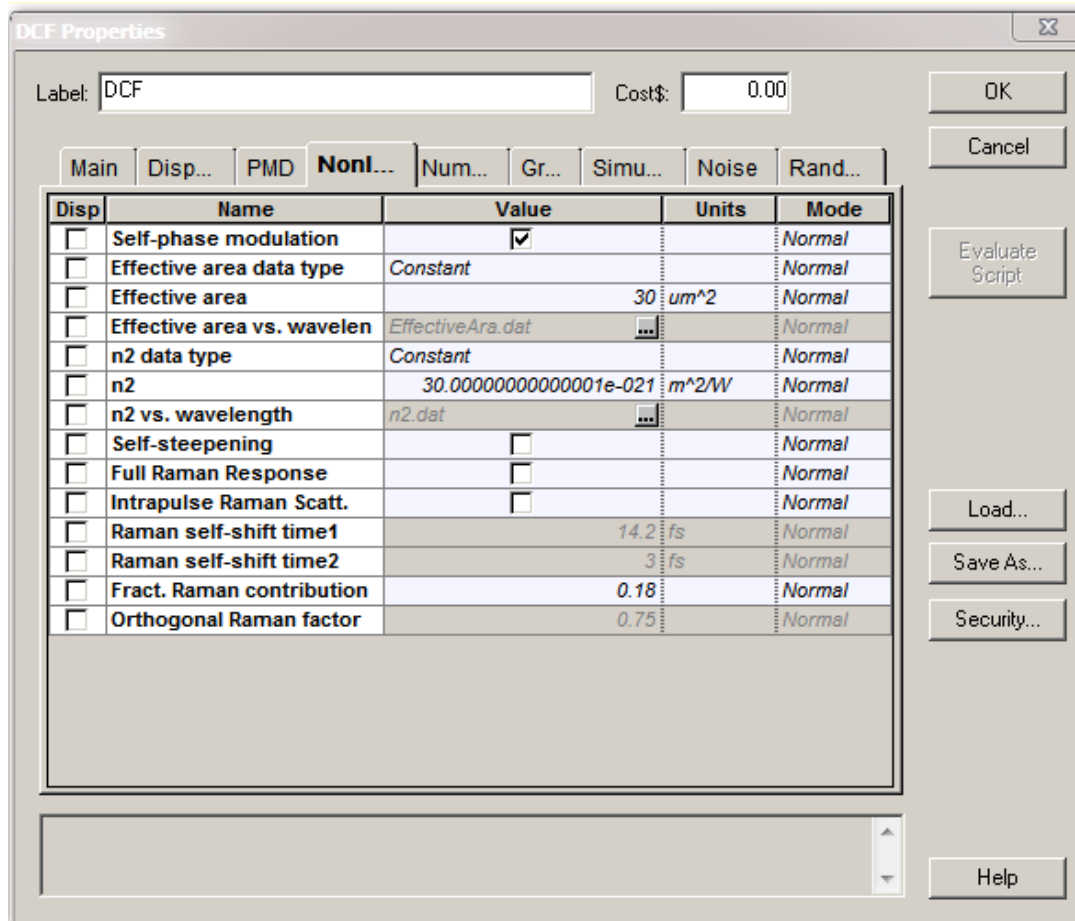 DCF Properties
Label: DCF Cost$: 0.00 OK
Cancel
Main Disp... PMD Nonl... Num... Gr... Simu... Noise Rand...
Disp Name Value Units Mode
Self-phase modulation Normal
Effective area data type Constant Normal
Effective area 30 um^2 Normal
Effective area vs. wavelen EffectiveAra.dat ... Normal
n2 data type Constant Normal
n2 30.00000000000001e-021 m^2/W Normal
n2 vs. wavelength n2.dat ... Normal
Self-steepening Normal
Full Raman Response Normal
Intrapulse Raman Scatt. Normal
Raman self-shift time1 14.2 fs Normal
Raman self-shift time2 3 fs Normal
Fract. Raman contribution 0.18 Normal
Orthogonal Raman factor 0.75 Normal
Evaluate
Script
Load...
Save As...
Security...
Help